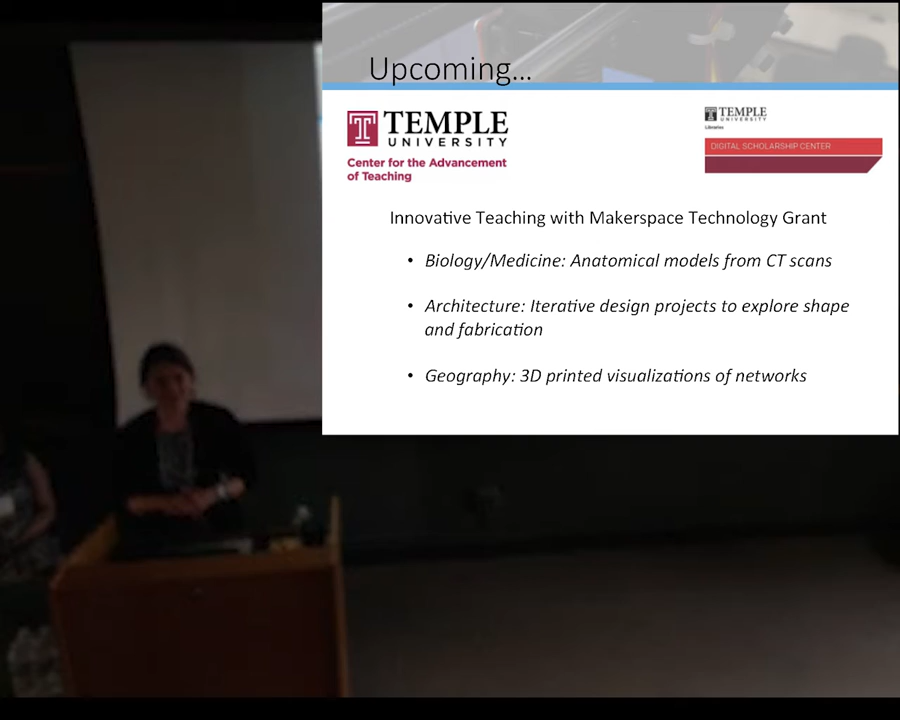 Upcoming...
TEMPLE
UNIVERSITY
Center for the Advancement
of Teaching
TEMPLE
UNIVERSITY
Libraries
DIGITAL SCHOLARSHIP CENTER
Innovative Teaching with Makerspace Technology Grant
• Biology/Medicine: Anatomical models from CT scans
• Architecture: Iterative design projects to explore shape
and fabrication
• Geography: 3D printed visualizations of networks